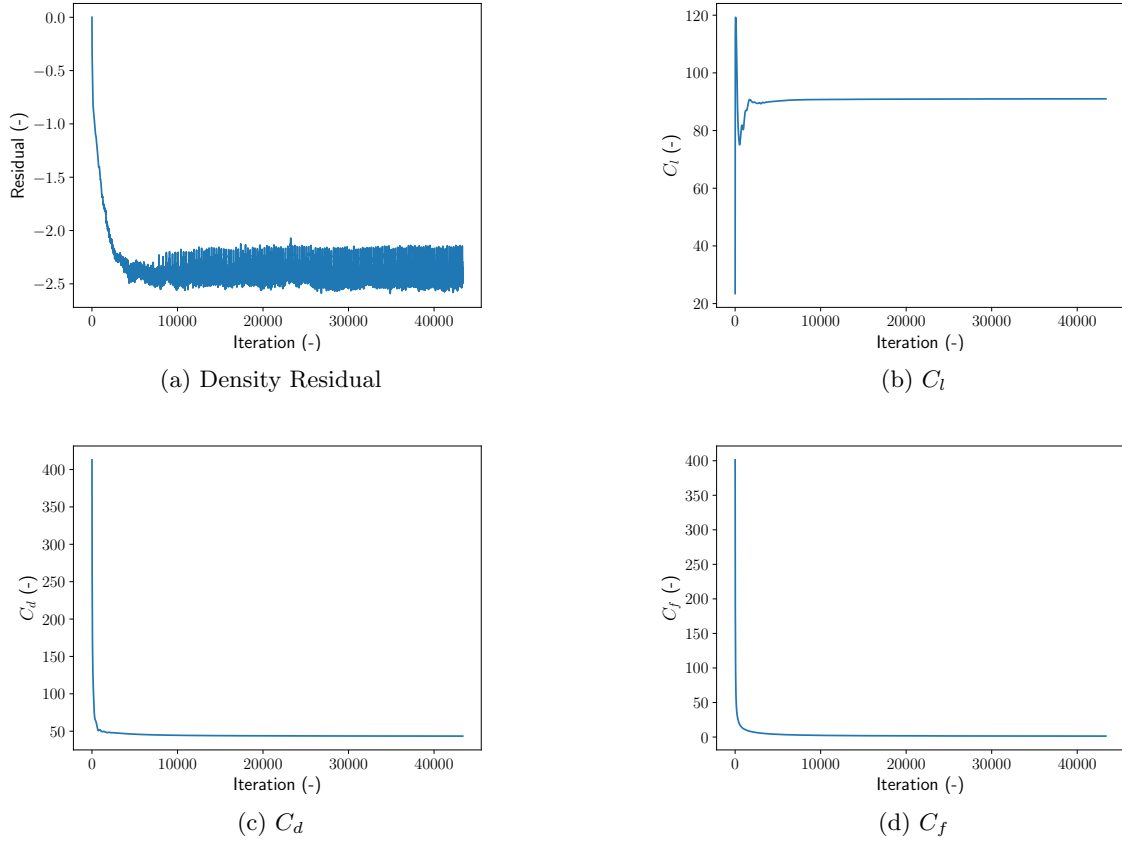 0.0
−0.5
−1.0
−1.5
−2.0
−2.5
Residual (-)
0 10000 20000 30000 40000
Iteration (-)
(a) Density Residual
120
100
80
60
40
20
C_l (-)
0 10000 20000 30000 40000
Iteration (-)
(b) C_l
400
350
300
250
200
150
100
50
C_d (-)
0 10000 20000 30000 40000
Iteration (-)
(c) C_d
400
350
300
250
200
150
100
50
0
C_f (-)
0 10000 20000 30000 40000
Iteration (-)
(d) C_f